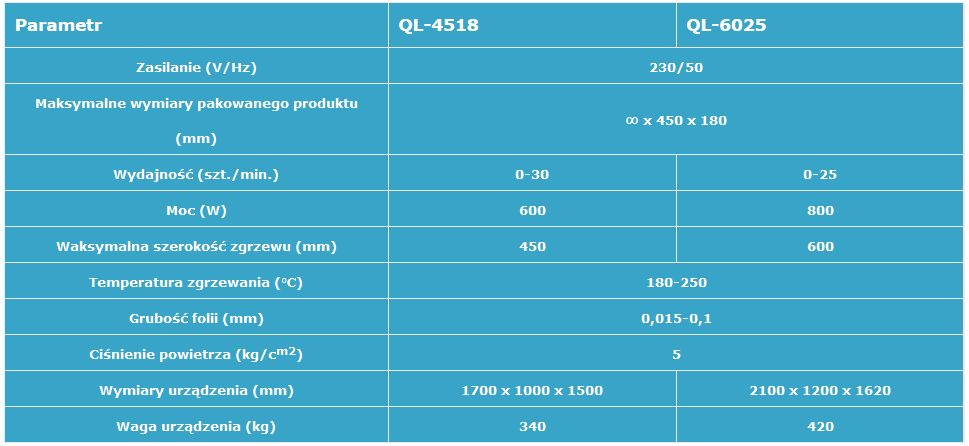 Parametr QL-4518 QL-6025
Zasilanie (V/Hz) 230/50
Maksymalne wymiary pakowanego produktu
(mm) ∞ x 450 x 180
Wydajność (szt./min.) 0-30 0-25
Moc (W) 600 800
Waksymalna szerokość zgrzewu (mm) 450 600
Temperatura zgrzewania (°C) 180-250
Grubość folii (mm) 0,015-0,1
Ciśnienie powietrza (kg/cm2) 5
Wymiary urządzenia (mm) 1700 x 1000 x 1500 2100 x 1200 x 1620
Waga urządzenia (kg) 340 420